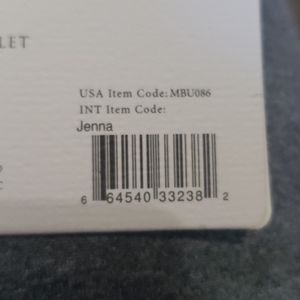 LET
USA Item Code: MBU086
INT Item Code:
Jenna
6 64540 33238 2